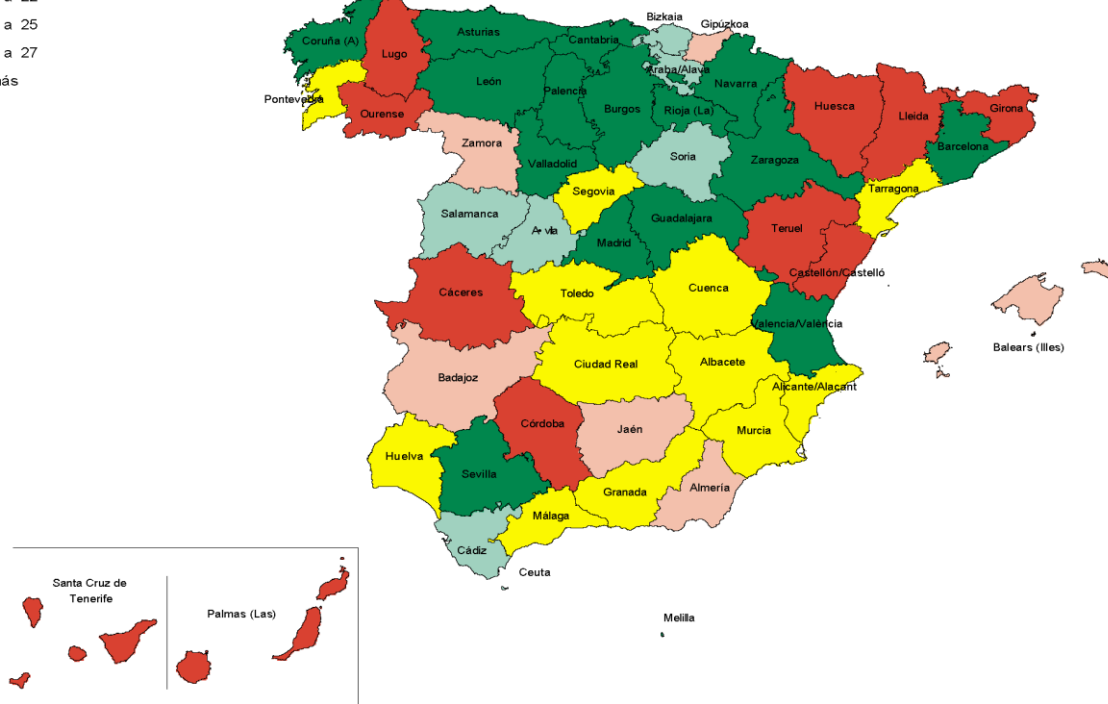 a 22
a 25
a 27
más
Bizkaia
Gipúzkoa
Coruña (A)
Lugo
Asturias
Cantabria
Araba/Álava
Navarra
Pontevedra
Ourense
León
Palencia
Burgos
Rioja (La)
Huesca
Lleida
Girona
Barcelona
Zamora
Valladolid
Soria
Zaragoza
Segovia
Tarragona
Salamanca
Guadalajara
Madrid
Teruel
Castellón/Castelló
Cáceres
Toledo
Cuenca
Valencia/Valéncia
Balears (Illes)
Badajoz
Ciudad Real
Albacete
Alicante/Alacant
Córdoba
Jaén
Murcia
Huelva
Sevilla
Granada
Almería
Málaga
Cádiz
Ceuta
Melilla
Santa Cruz de
Tenerife
Palmas (Las)